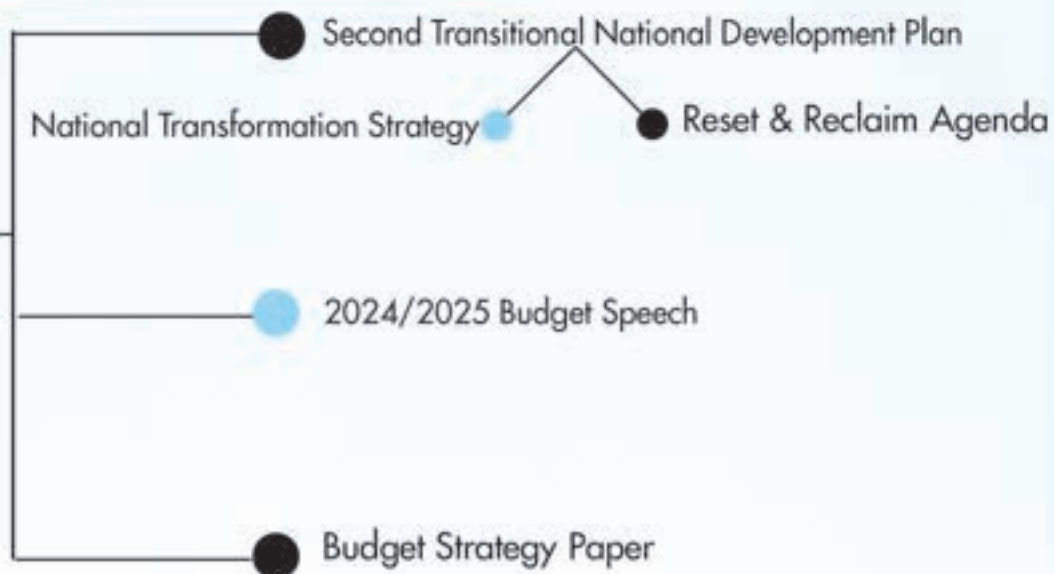 Second Transitional National Development Plan
National Transformation Strategy
Reset & Reclaim Agenda
2024/2025 Budget Speech
Budget Strategy Paper